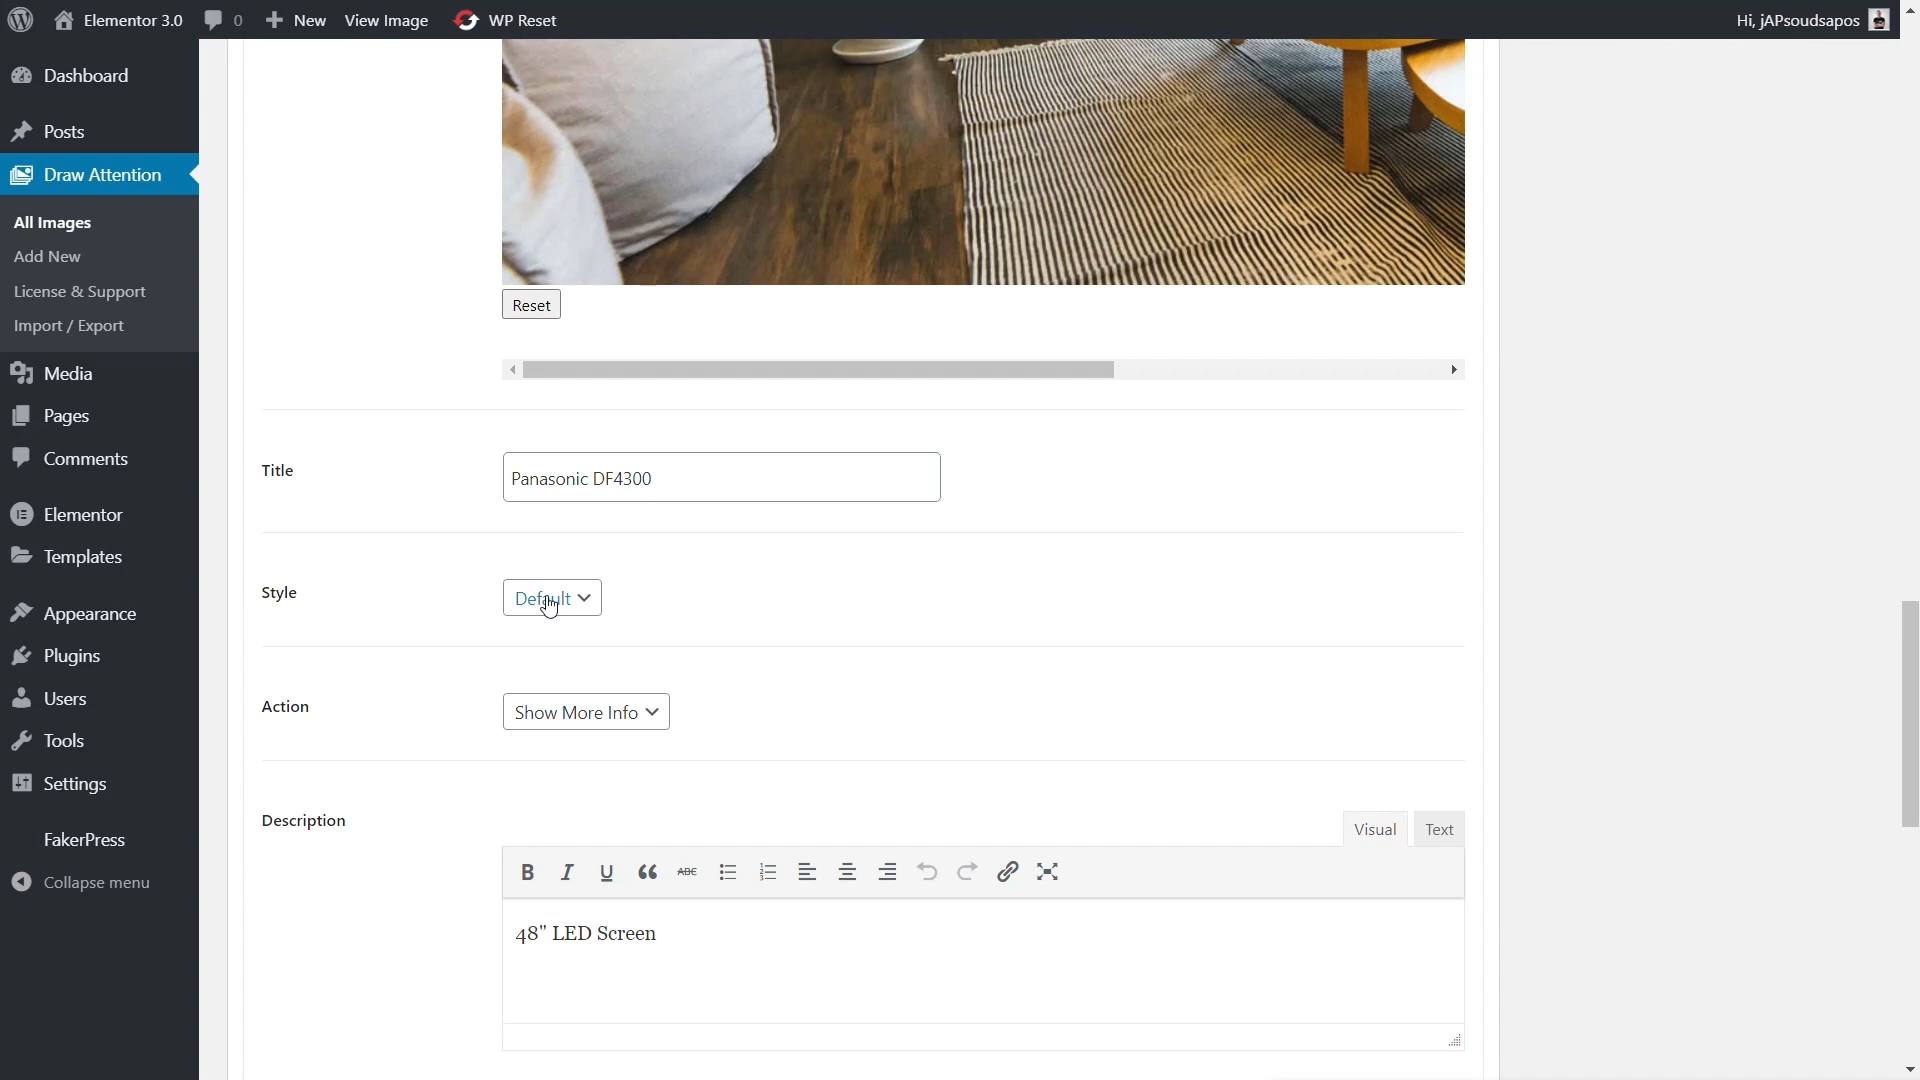 Elementor 3.0 0 New View Image WP Reset Hi, jAPsoudsapos
Dashboard
Posts
Draw Attention
All Images
Add New
License & Support
Import / Export
Media
Pages
Comments
Elementor
Templates
Appearance
Plugins
Users
Tools
Settings
FakerPress
Collapse menu
Reset
Title
Panasonic DF4300
Style
Default
Action
Show More Info
Description
Visual Text
B I U ABC
48" LED Screen